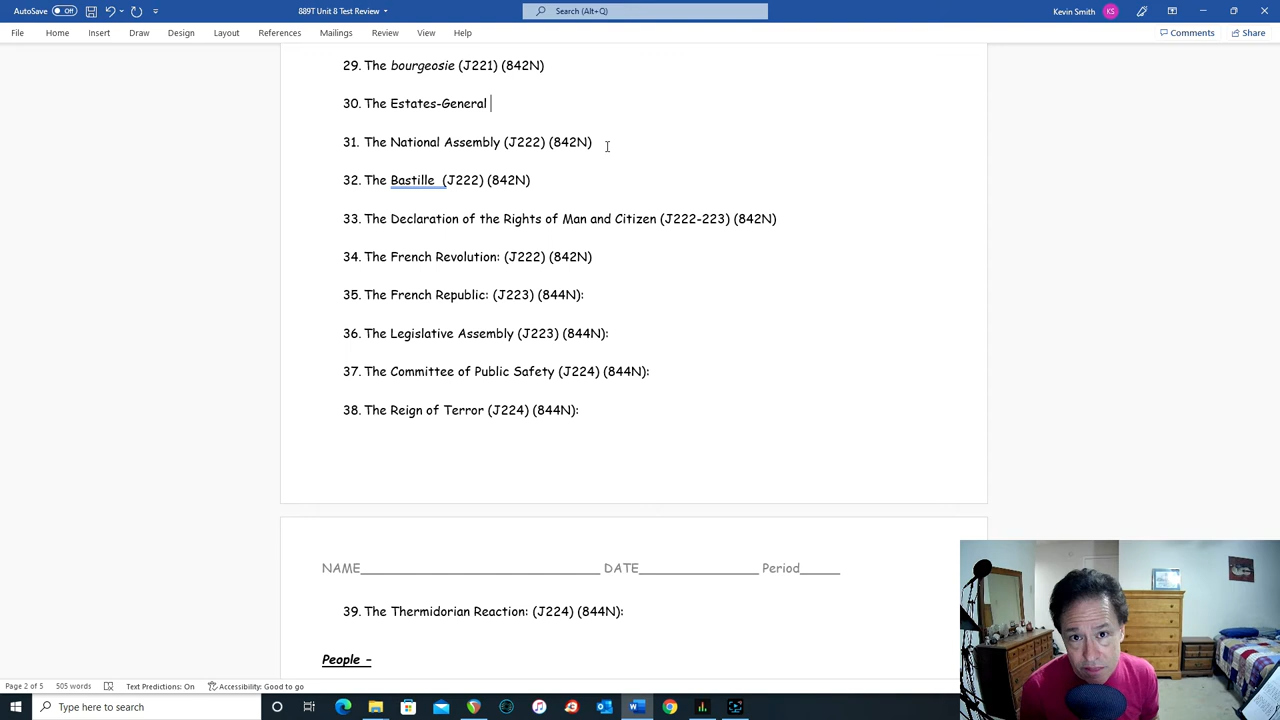 AutoSave Off 889T Unit 8 Test Review Search (Alt+Q) Kevin Smith KS
File Home Insert Draw Design Layout References Mailings Review View Help Comments Share
29. The bourgeosie (J221) (842N)
30. The Estates-General
31. The National Assembly (J222) (842N)
32. The Bastille (J222) (842N)
33. The Declaration of the Rights of Man and Citizen (J222-223) (842N)
34. The French Revolution: (J222) (842N)
35. The French Republic: (J223) (844N):
36. The Legislative Assembly (J223) (844N):
37. The Committee of Public Safety (J224) (844N):
38. The Reign of Terror (J224) (844N):
NAME_______________________________ DATE_________________ Period_____
39. The Thermidorian Reaction: (J224) (844N):
People -
Page 2 of 5 505 words Text Predictions: On Accessibility: Good to go
Type here to search